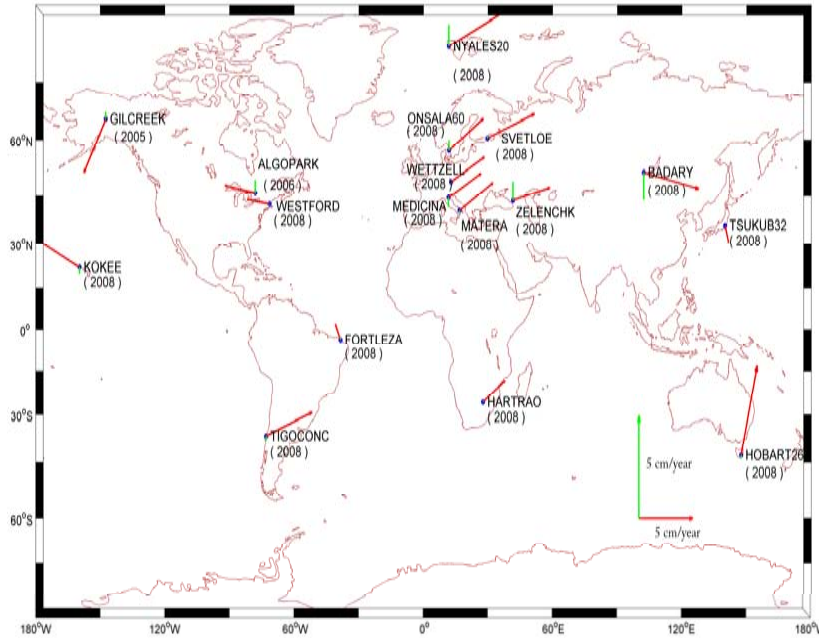 NYALES20
( 2008 )
ONSALA60
( 2008 )
SVETLOE
( 2008 )
GILCREEK
( 2005 )
60°N
ALGOPARK
( 2006 )
WETTZELL
( 2008 )
BADARY
( 2008 )
WESTFORD
( 2008 )
MEDICINA
( 2008 )
MATERA
( 2008 )
ZELENCHK
( 2008 )
TSUKUB32
( 2008 )
30°N
KOKEE
( 2008 )
0°
FORTLEZA
( 2008 )
HARTRAO
( 2008 )
30°S
TIGOCONC
( 2008 )
HOBART26
( 2008 )
5 cm/year
5 cm/year
60°S
180°W
120°W
60°W
0°
60°E
120°E
180°